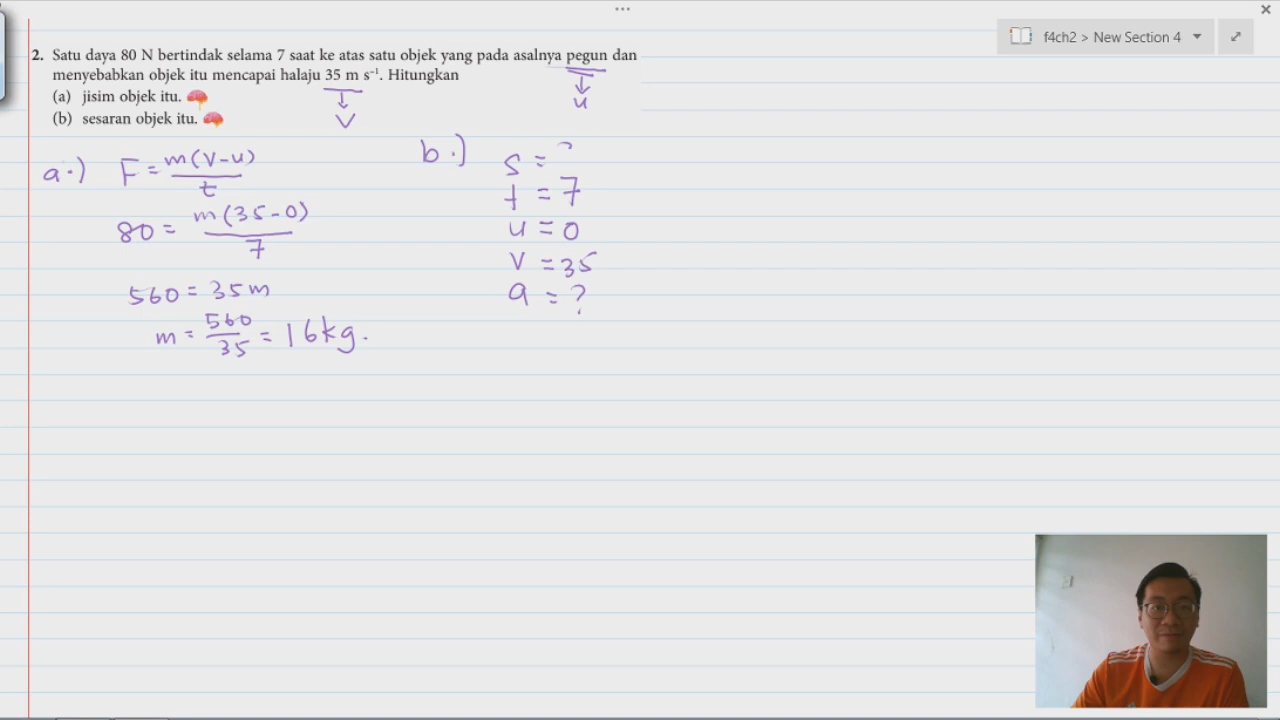 f4ch2 > New Section 4
2. Satu daya 80 N bertindak selama 7 saat ke atas satu objek yang pada asalnya pegun dan
menyebabkan objek itu mencapai halaju 35 m s⁻¹. Hitungkan
(a) jisim objek itu.
(b) sesaran objek itu.
u
v
a.) F = m(v-u)/t
80 = m(35-0)/7
560 = 35m
m = 560/35 = 16kg.
b.) s = ?
t = 7
u = 0
v = 35
a = ?